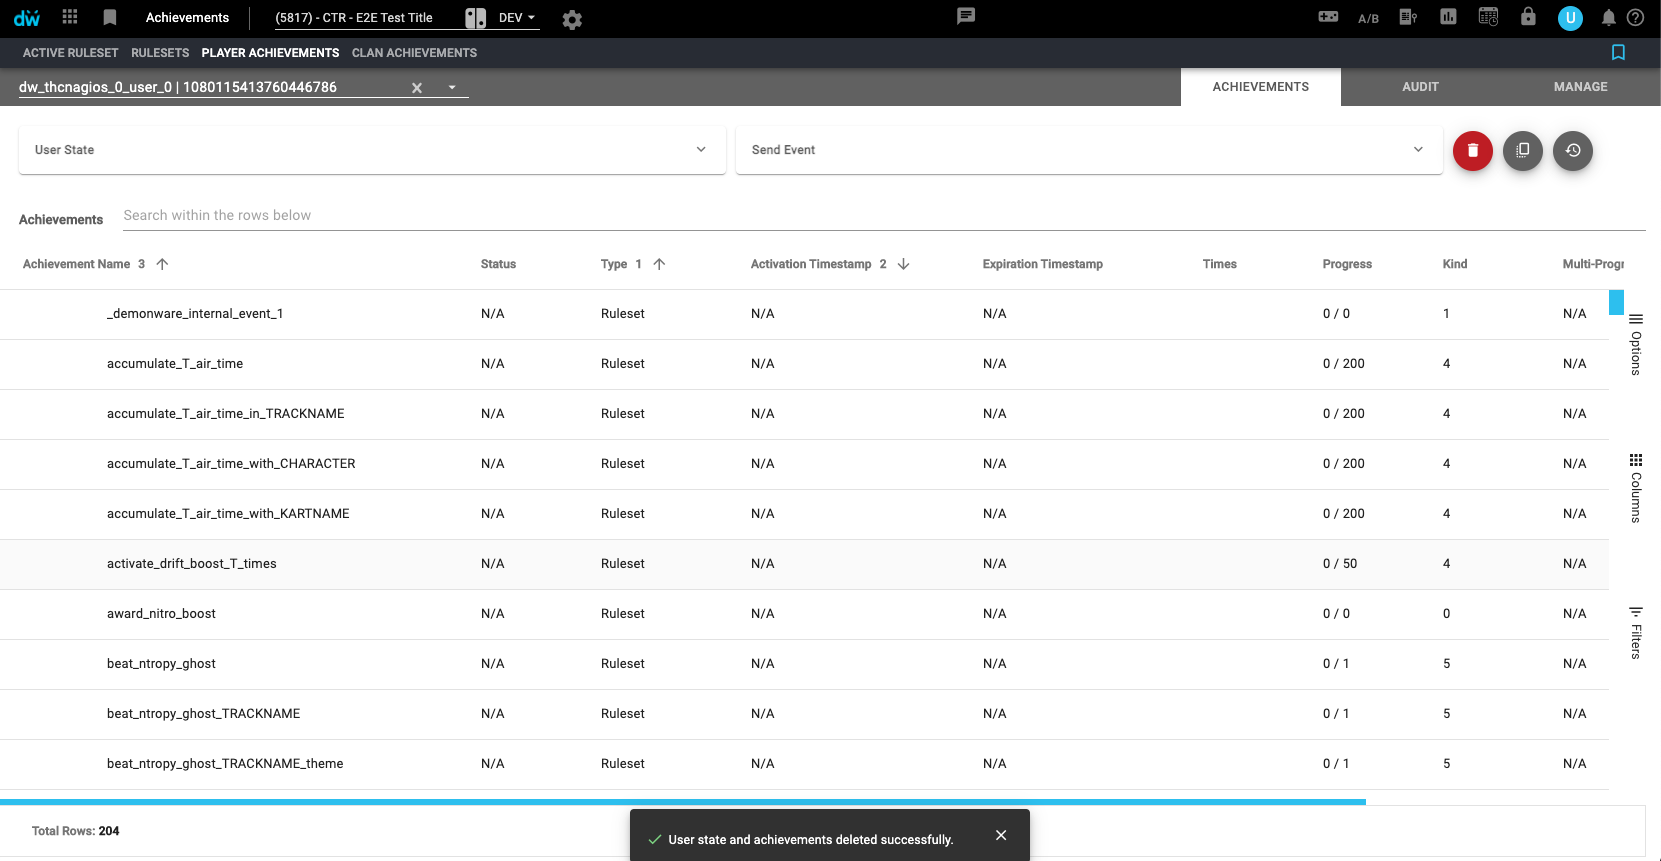 dw Achievements (5817) - CTR - E2E Test Title DEV A/B U
ACTIVE RULESET RULESETS PLAYER ACHIEVEMENTS CLAN ACHIEVEMENTS
dw_thcnagios_0_user_0 | 1080115413760446786 ACHIEVEMENTS AUDIT MANAGE
User State Send Event
Achievements Search within the rows below
Achievement Name 3 Status Type 1 Activation Timestamp 2 Expiration Timestamp Times Progress Kind Multi-Progr
_demonware_internal_event_1 N/A Ruleset N/A N/A 0 / 0 1 N/A
accumulate_T_air_time N/A Ruleset N/A N/A 0 / 200 4 N/A
accumulate_T_air_time_in_TRACKNAME N/A Ruleset N/A N/A 0 / 200 4 N/A
accumulate_T_air_time_with_CHARACTER N/A Ruleset N/A N/A 0 / 200 4 N/A
accumulate_T_air_time_with_KARTNAME N/A Ruleset N/A N/A 0 / 200 4 N/A
activate_drift_boost_T_times N/A Ruleset N/A N/A 0 / 50 4 N/A
award_nitro_boost N/A Ruleset N/A N/A 0 / 0 0 N/A
beat_ntropy_ghost N/A Ruleset N/A N/A 0 / 1 5 N/A
beat_ntropy_ghost_TRACKNAME N/A Ruleset N/A N/A 0 / 1 5 N/A
beat_ntropy_ghost_TRACKNAME_theme N/A Ruleset N/A N/A 0 / 1 5 N/A
Options
Columns
Filters
Total Rows: 204
User state and achievements deleted successfully.